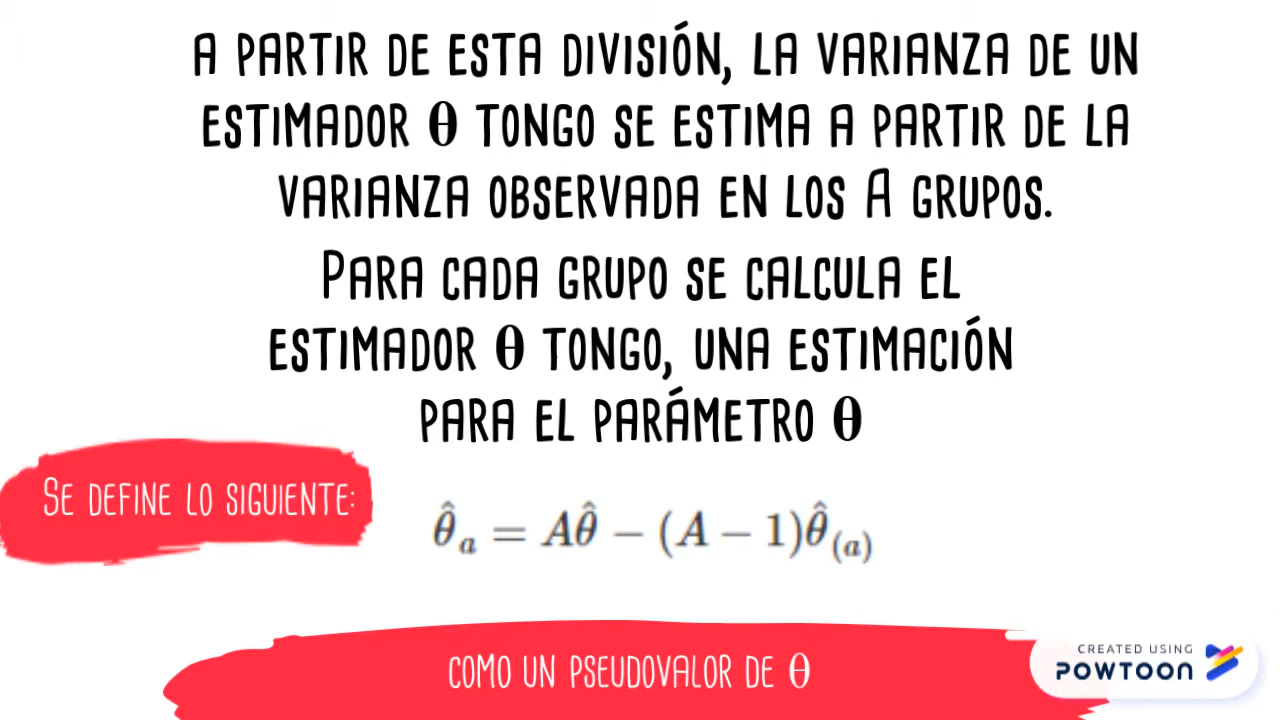 A PARTIR DE ESTA DIVISIÓN, LA VARIANZA DE UN
ESTIMADOR θ TONGO SE ESTIMA A PARTIR DE LA
VARIANZA OBSERVADA EN LOS A GRUPOS.
PARA CADA GRUPO SE CALCULA EL
ESTIMADOR θ TONGO, UNA ESTIMACIÓN
PARA EL PARÁMETRO θ
SE DEFINE LO SIGUIENTE:
θ̂_a = Aθ̂ − (A − 1)θ̂_(a)
COMO UN PSEUDOVALOR DE θ
CREATED USING
POWTOON